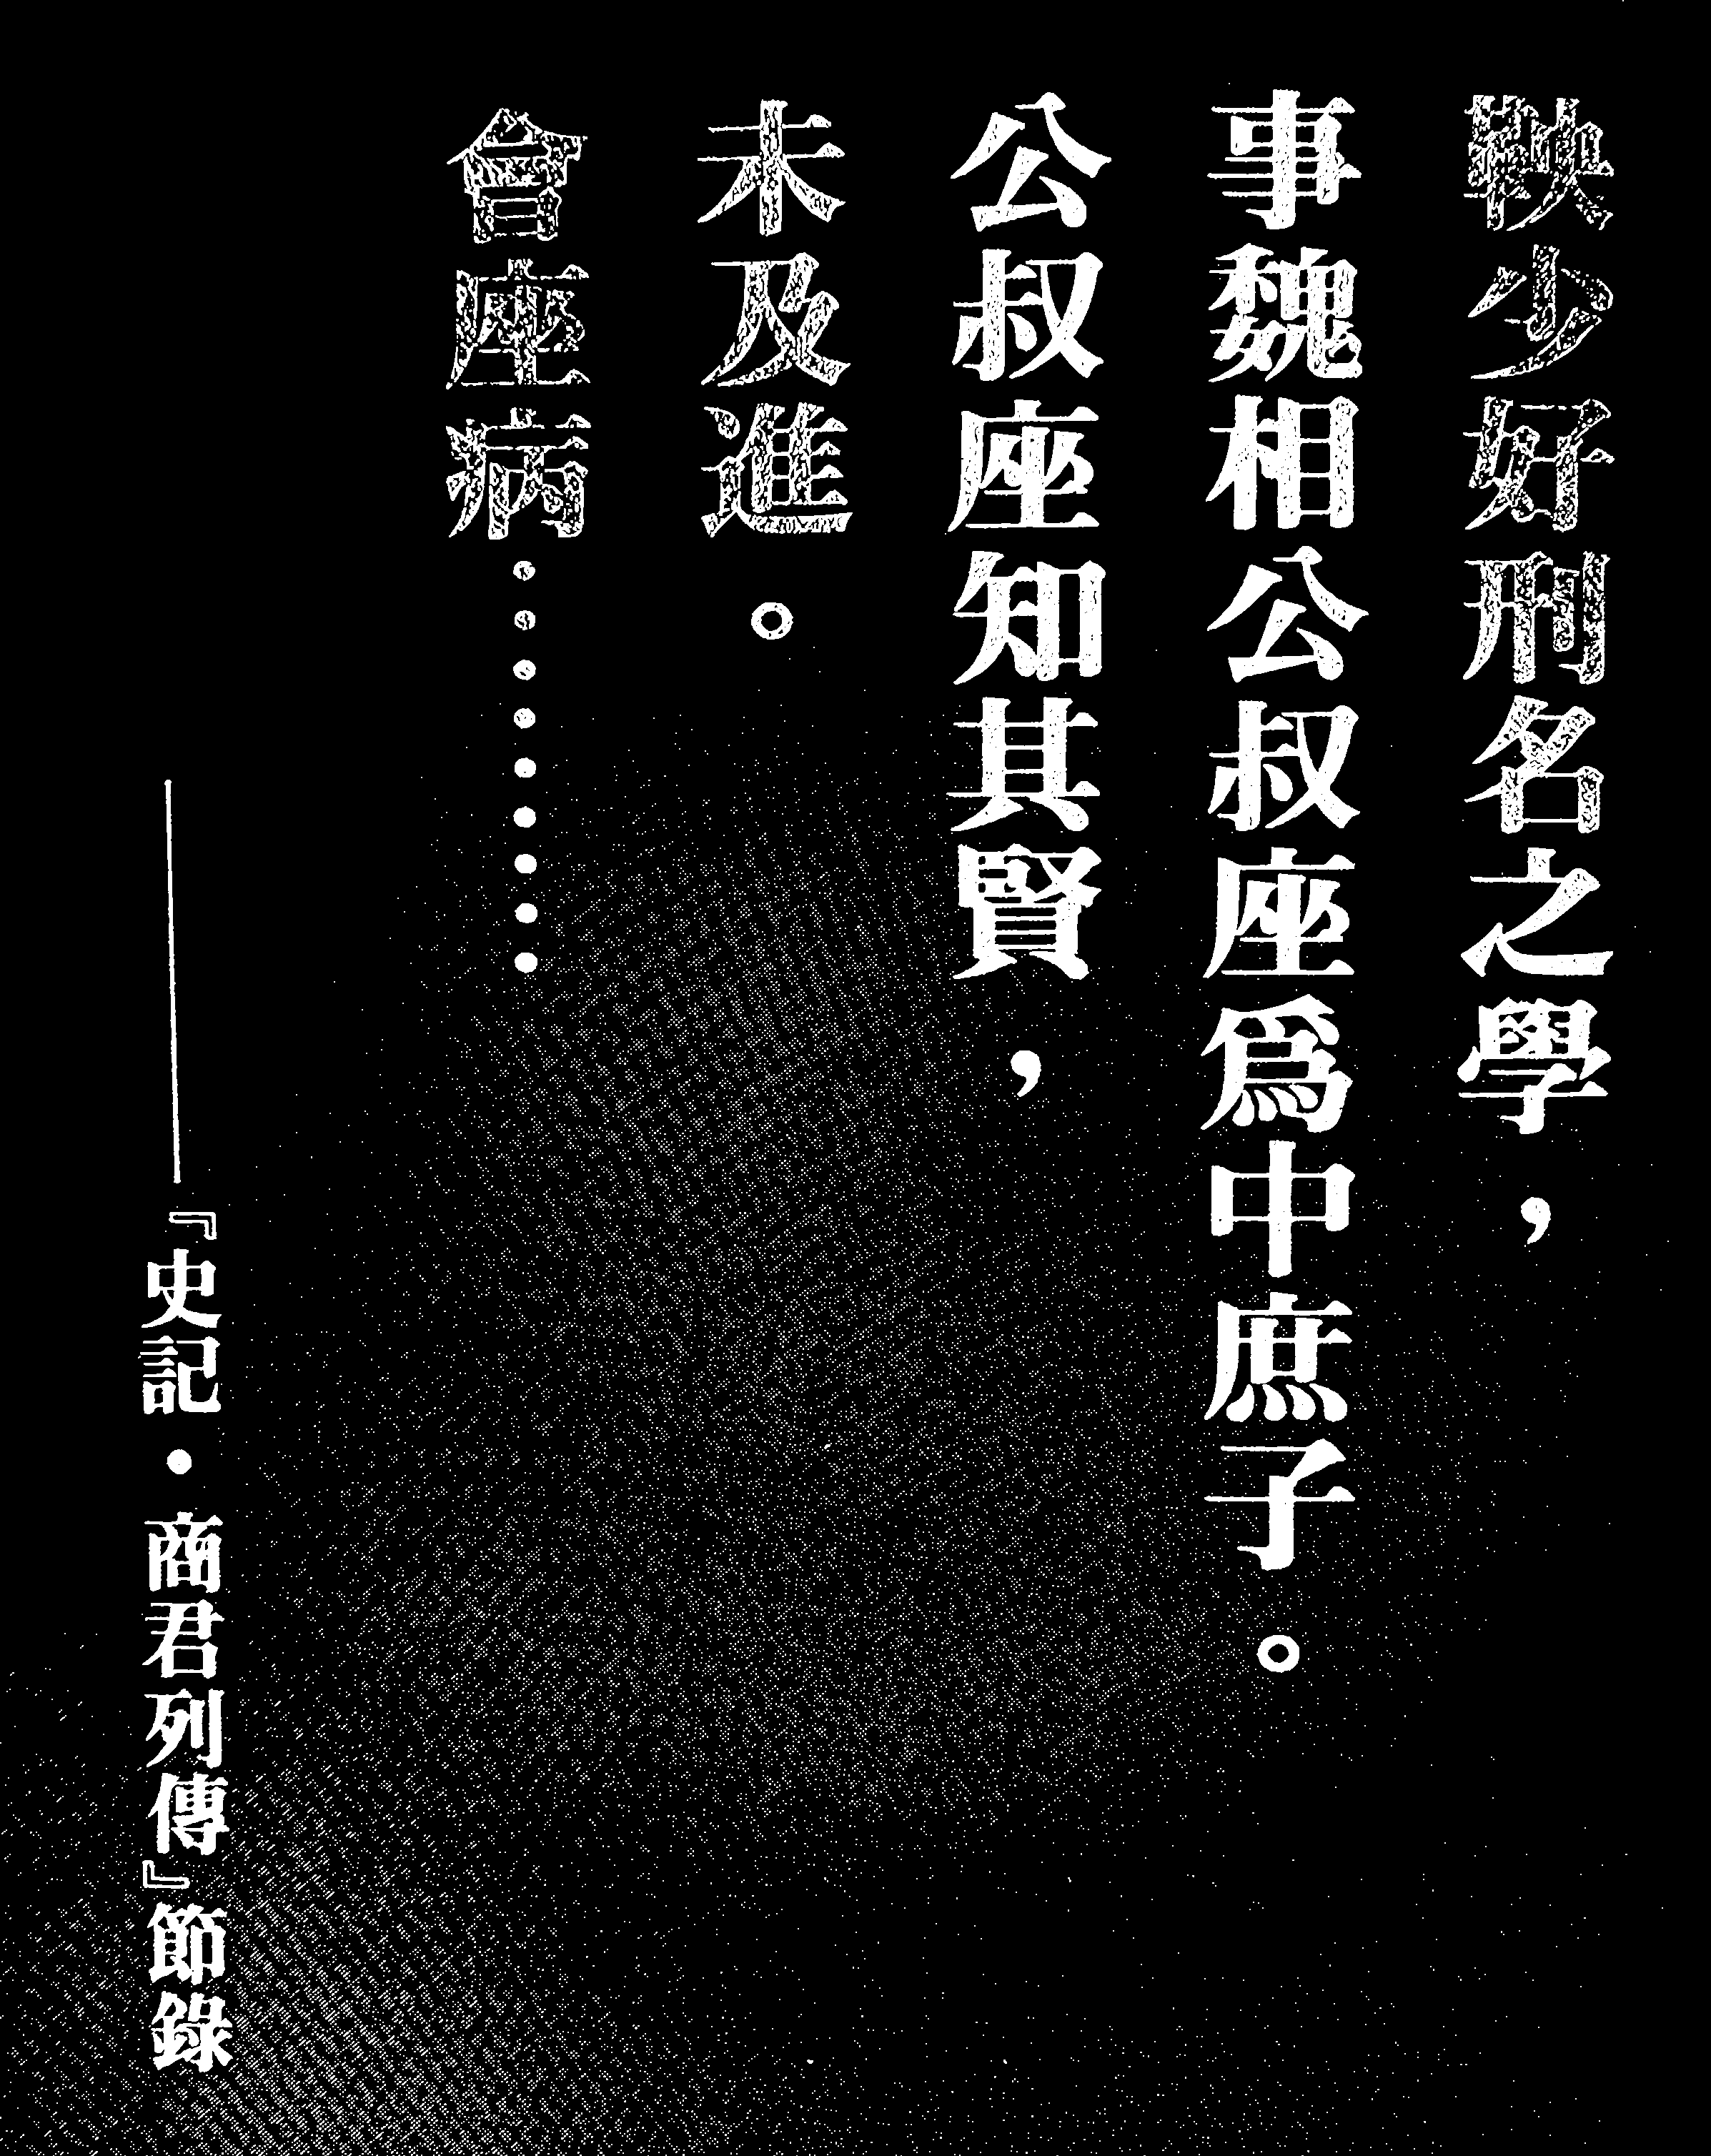 鞅少好刑名之學，
事魏相公叔座爲中庶子。
公叔座知其賢，
未及進。
會座病………
——『史記・商君列傳』節錄